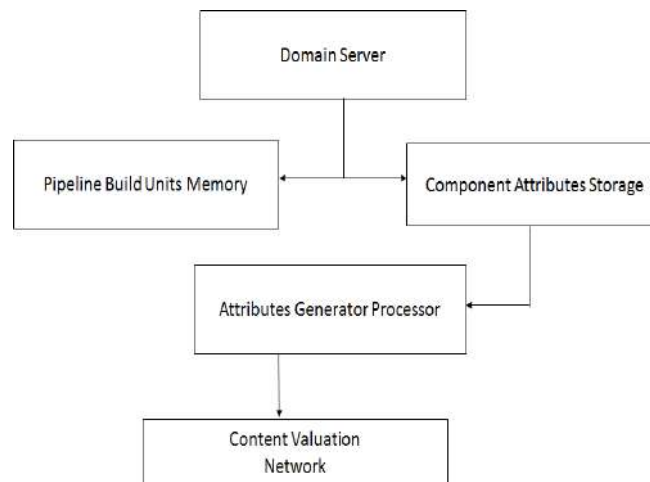 Domain Server
Pipeline Build Units Memory
Component Attributes Storage
Attributes Generator Processor
Content Valuation
Network